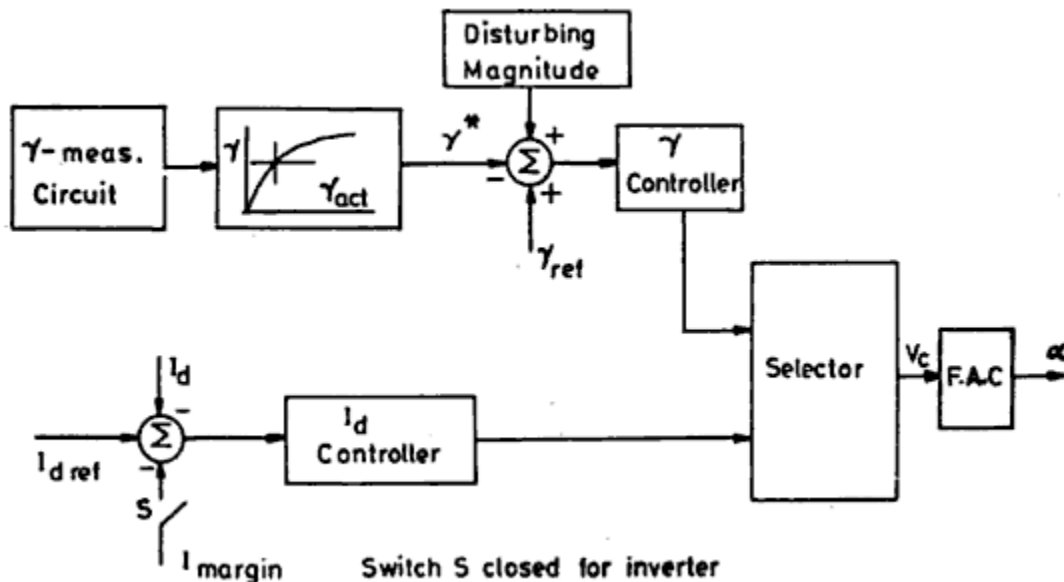 Disturbing
Magnitude
γ-meas.
Circuit
γ
γact
γ*
+
Σ
-
+
γref
γ
Controller
Selector
Vc
F.A.C
α
Id
-
Σ
-
Id ref
S
Imargin
Id
Controller
Switch S closed for inverter